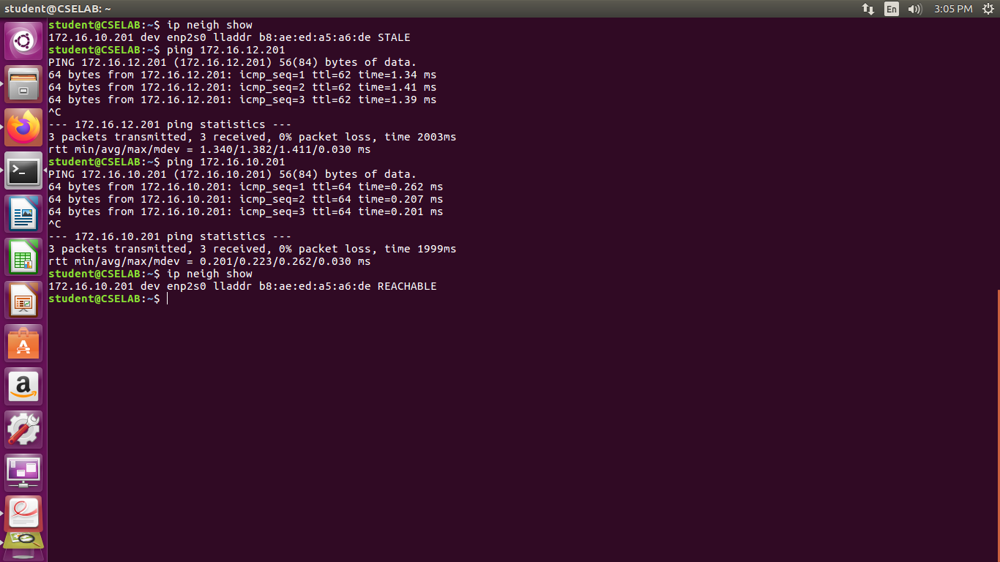 student@CSELAB: ~
En
3:05 PM
student@CSELAB:~$ ip neigh show
172.16.10.201 dev enp2s0 lladdr b8:ae:ed:a5:a6:de STALE
student@CSELAB:~$ ping 172.16.12.201
PING 172.16.12.201 (172.16.12.201) 56(84) bytes of data.
64 bytes from 172.16.12.201: icmp_seq=1 ttl=62 time=1.34 ms
64 bytes from 172.16.12.201: icmp_seq=2 ttl=62 time=1.41 ms
64 bytes from 172.16.12.201: icmp_seq=3 ttl=62 time=1.39 ms
^C
--- 172.16.12.201 ping statistics ---
3 packets transmitted, 3 received, 0% packet loss, time 2003ms
rtt min/avg/max/mdev = 1.340/1.382/1.411/0.030 ms
student@CSELAB:~$ ping 172.16.10.201
PING 172.16.10.201 (172.16.10.201) 56(84) bytes of data.
64 bytes from 172.16.10.201: icmp_seq=1 ttl=64 time=0.262 ms
64 bytes from 172.16.10.201: icmp_seq=2 ttl=64 time=0.207 ms
64 bytes from 172.16.10.201: icmp_seq=3 ttl=64 time=0.201 ms
^C
--- 172.16.10.201 ping statistics ---
3 packets transmitted, 3 received, 0% packet loss, time 1999ms
rtt min/avg/max/mdev = 0.201/0.223/0.262/0.030 ms
student@CSELAB:~$ ip neigh show
172.16.10.201 dev enp2s0 lladdr b8:ae:ed:a5:a6:de REACHABLE
student@CSELAB:~$